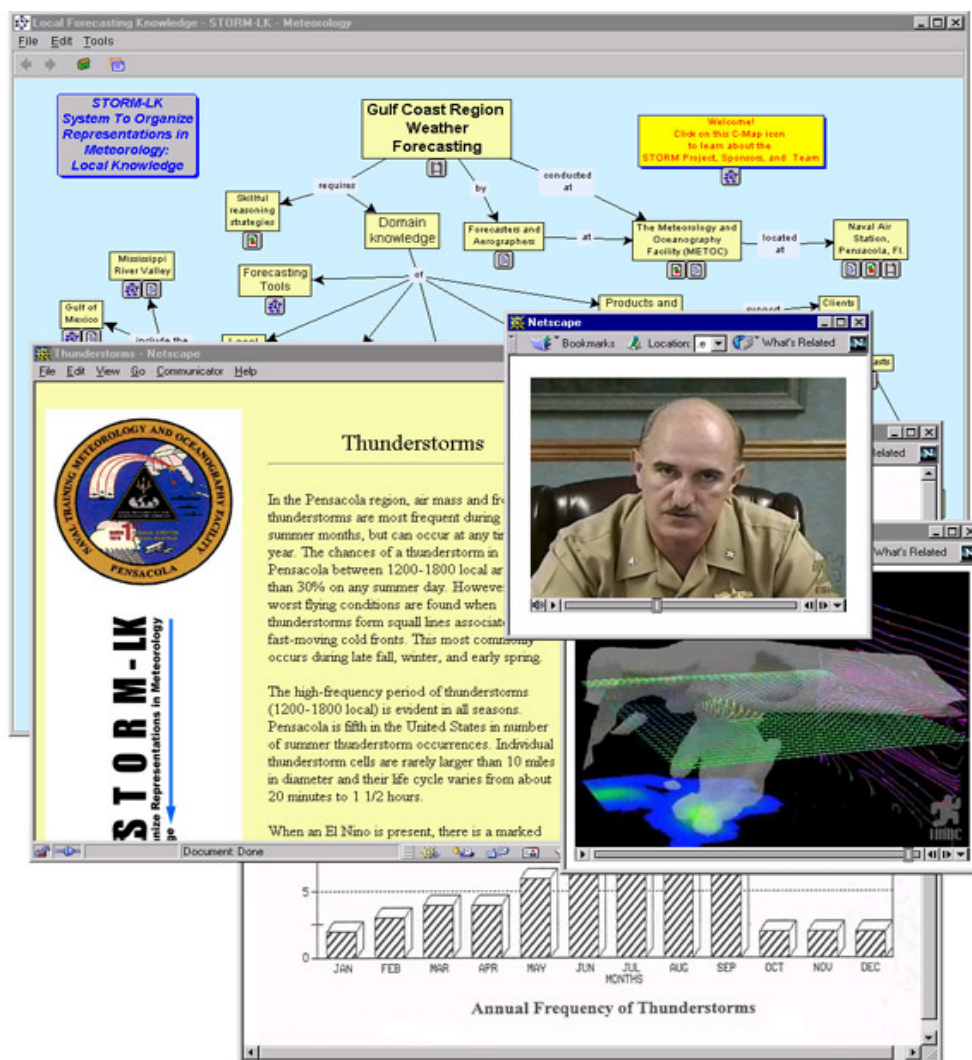 Local Forecasting Knowledge - STORM-LK - Meteorology
File Edit Tools
STORM-LK
System To Organize
Representations in
Meteorology:
Local Knowledge
Gulf Coast Region
Weather
Forecasting
Welcome!
Click on this C-Map icon
to learn about the
STORM Project, Sponsors, and Team
requires
by
conducted
at
Skillful
reasoning
strategies
Domain
knowledge
Forecasters and
Aerographers
at
The Meteorology and
Oceanography
Facility (METOC)
located
at
Naval Air
Station,
Pensacola, Fl.
Mississippi
River Valley
Forecasting
Tools
of
Products and
Clients
Gulf of
Mexico
include the
Local
Netscape
Bookmarks Location: What's Related
Thunderstorms - Netscape
File Edit View Go Communicator Help
NAVAL TRAINING METEOROLOGY AND OCEANOGRAPHY FACILITY
PENSACOLA
STORM-LK
nize Representations in Meteorology
Thunderstorms
In the Pensacola region, air mass and
thunderstorms are most frequent during
summer months, but can occur at any
year. The chances of a thunderstorm in
Pensacola between 1200-1800 local
than 30% on any summer day. However
worst flying conditions are found when
thunderstorms form squall lines
fast-moving cold fronts. This most commonly
occurs during late fall, winter, and early spring.
The high-frequency period of thunderstorms
(1200-1800 local) is evident in all seasons.
Pensacola is fifth in the United States in number
of summer thunderstorm occurrences. Individual
thunderstorm cells are rarely larger than 10 miles
in diameter and their life cycle varies from about
20 minutes to 1 1/2 hours.
When an El Nino is present, there is a marked
Document: Done
elated
What's Related
IHMC
5
0
JAN FEB MAR APR MAY JUN JUL AUG SEP OCT NOV DEC
MONTHS
Annual Frequency of Thunderstorms